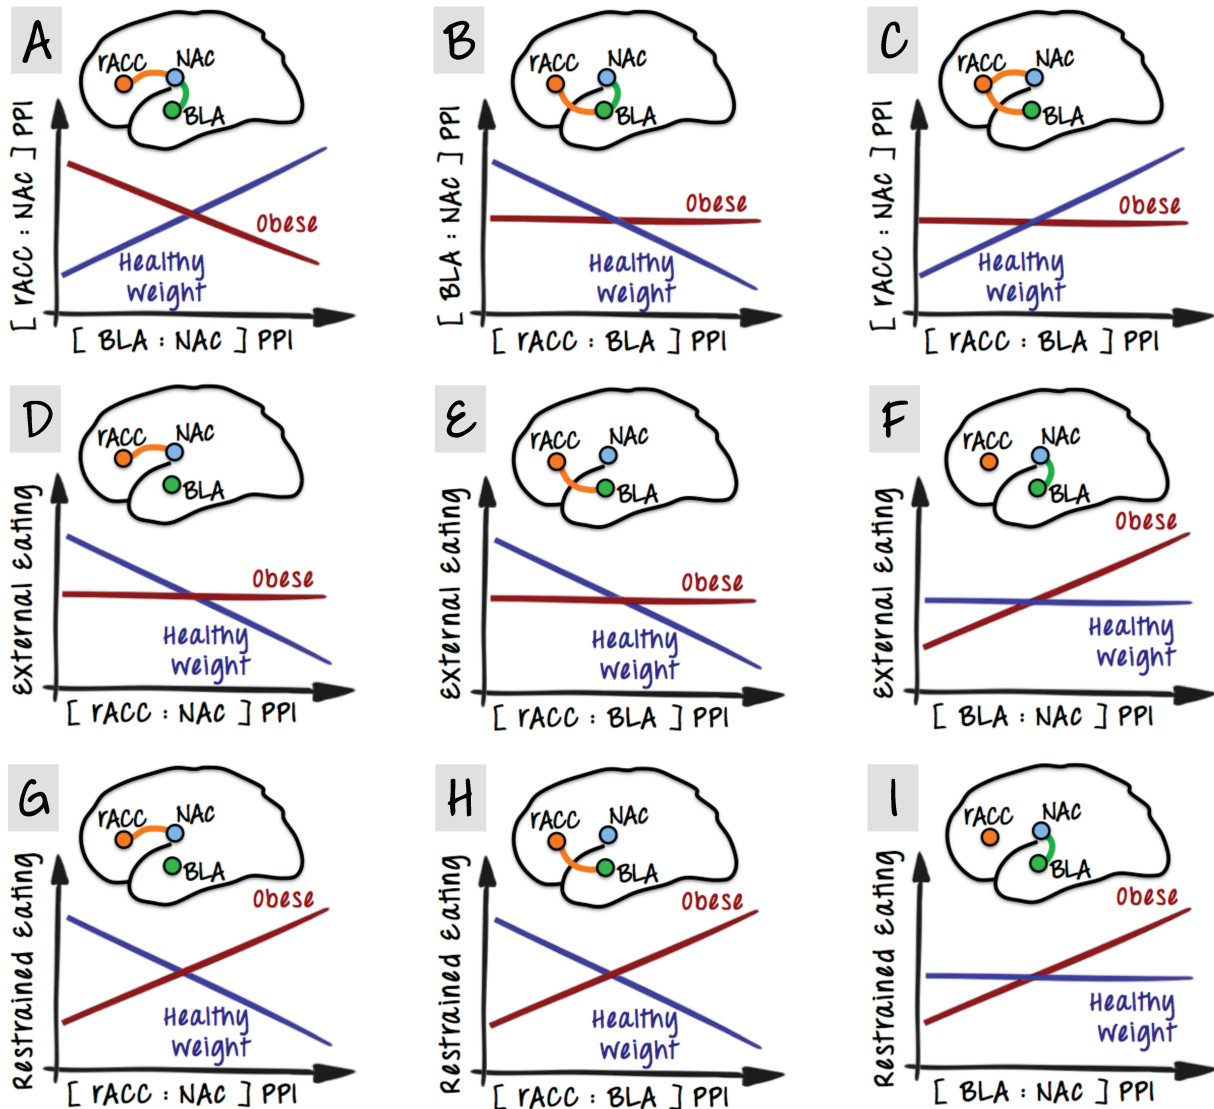 A
rACC
NAc
BLA
[ rACC : NAc ] PPI
Obese
Healthy
Weight
[ BLA : NAc ] PPI
B
rACC
NAc
BLA
[ BLA : NAc ] PPI
Obese
Healthy
Weight
[ rACC : BLA ] PPI
C
rACC
NAc
BLA
[ rACC : NAc ] PPI
Obese
Healthy
Weight
[ rACC : BLA ] PPI
D
rACC
NAc
BLA
External Eating
Obese
Healthy
Weight
[ rACC : NAc ] PPI
E
rACC
NAc
BLA
External Eating
Obese
Healthy
Weight
[ rACC : BLA ] PPI
F
rACC
NAc
BLA
External Eating
Obese
Healthy
Weight
[ BLA : NAc ] PPI
G
rACC
NAc
BLA
Restrained Eating
Obese
Healthy
Weight
[ rACC : NAc ] PPI
H
rACC
NAc
BLA
Restrained Eating
Obese
Healthy
Weight
[ rACC : BLA ] PPI
I
rACC
NAc
BLA
Restrained Eating
Obese
Healthy
Weight
[ BLA : NAc ] PPI